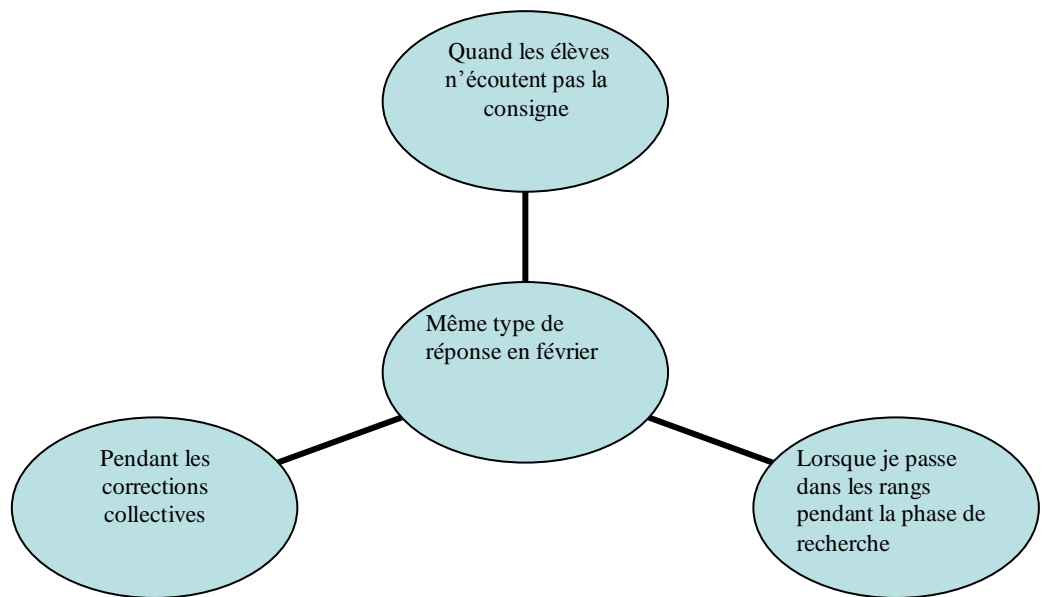 Quand les élèves
n'écoutent pas la
consigne
Même type de
réponse en février
Pendant les
corrections
collectives
Lorsque je passe
dans les rangs
pendant la phase de
recherche